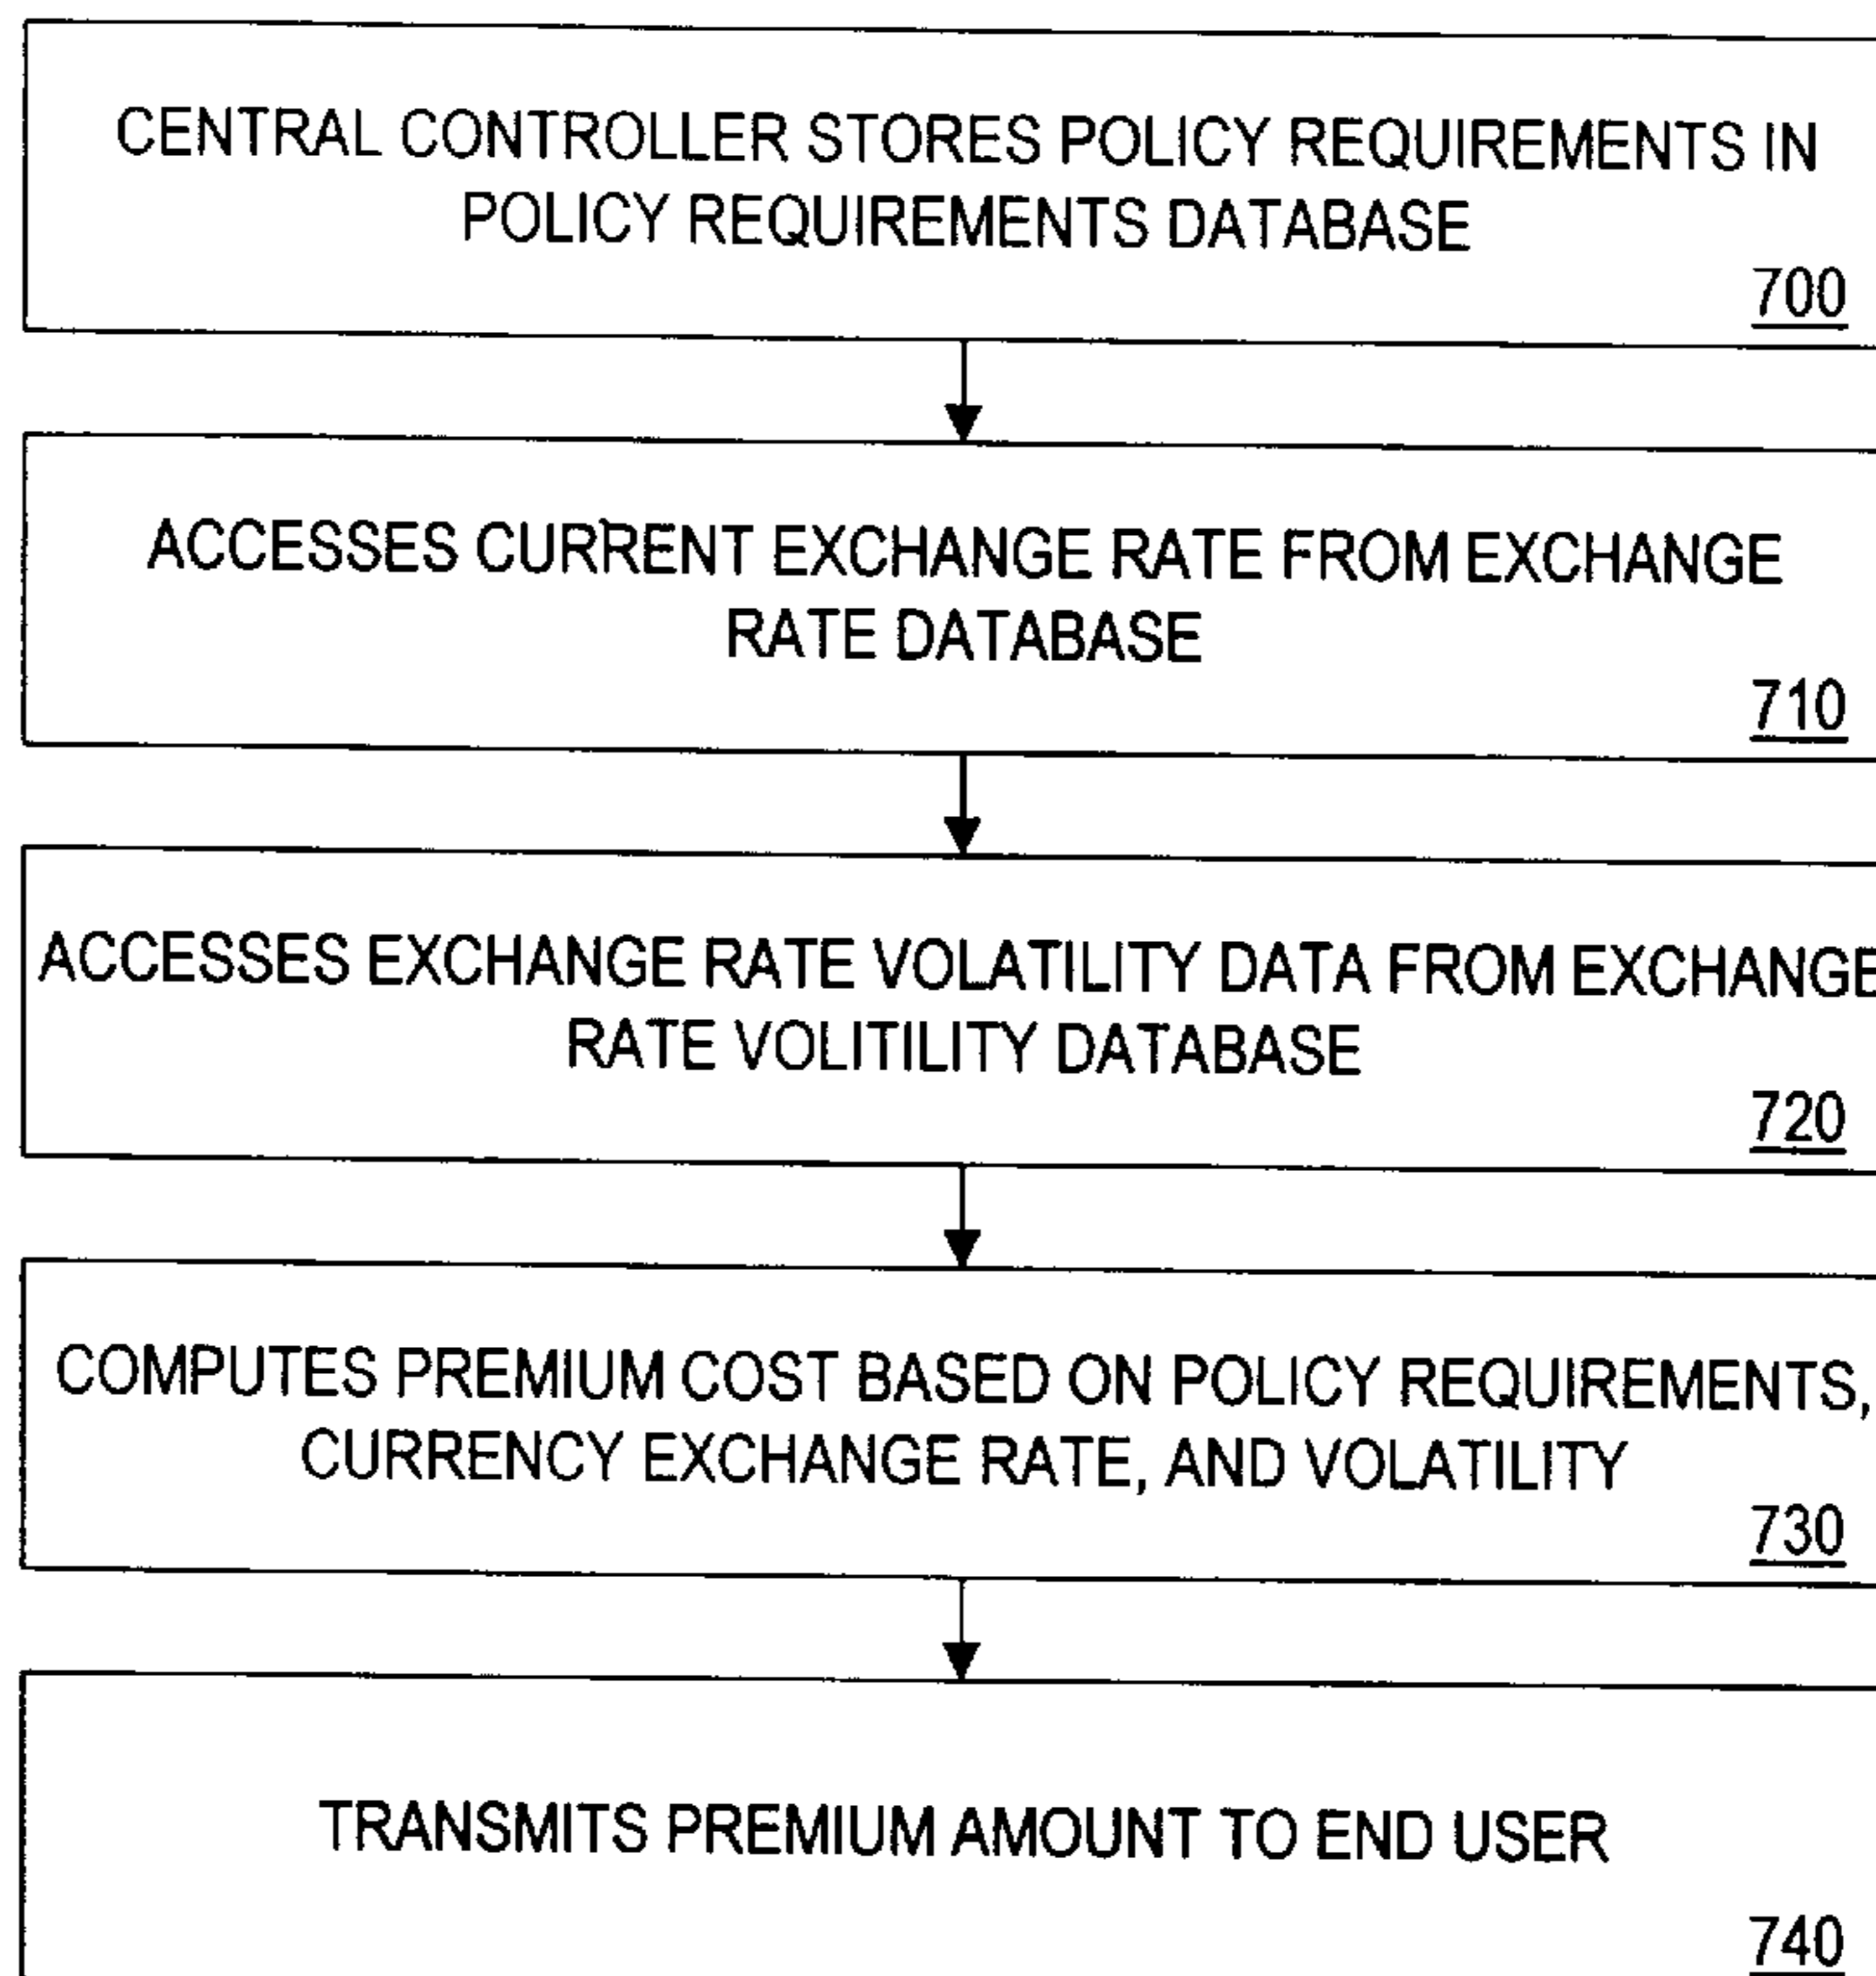 CENTRAL CONTROLLER STORES POLICY REQUIREMENTS IN
POLICY REQUIREMENTS DATABASE
700
ACCESSES CURRENT EXCHANGE RATE FROM EXCHANGE
RATE DATABASE
710
ACCESSES EXCHANGE RATE VOLATILITY DATA FROM EXCHANGE
RATE VOLITILITY DATABASE
720
COMPUTES PREMIUM COST BASED ON POLICY REQUIREMENTS,
CURRENCY EXCHANGE RATE, AND VOLATILITY
730
TRANSMITS PREMIUM AMOUNT TO END USER
740